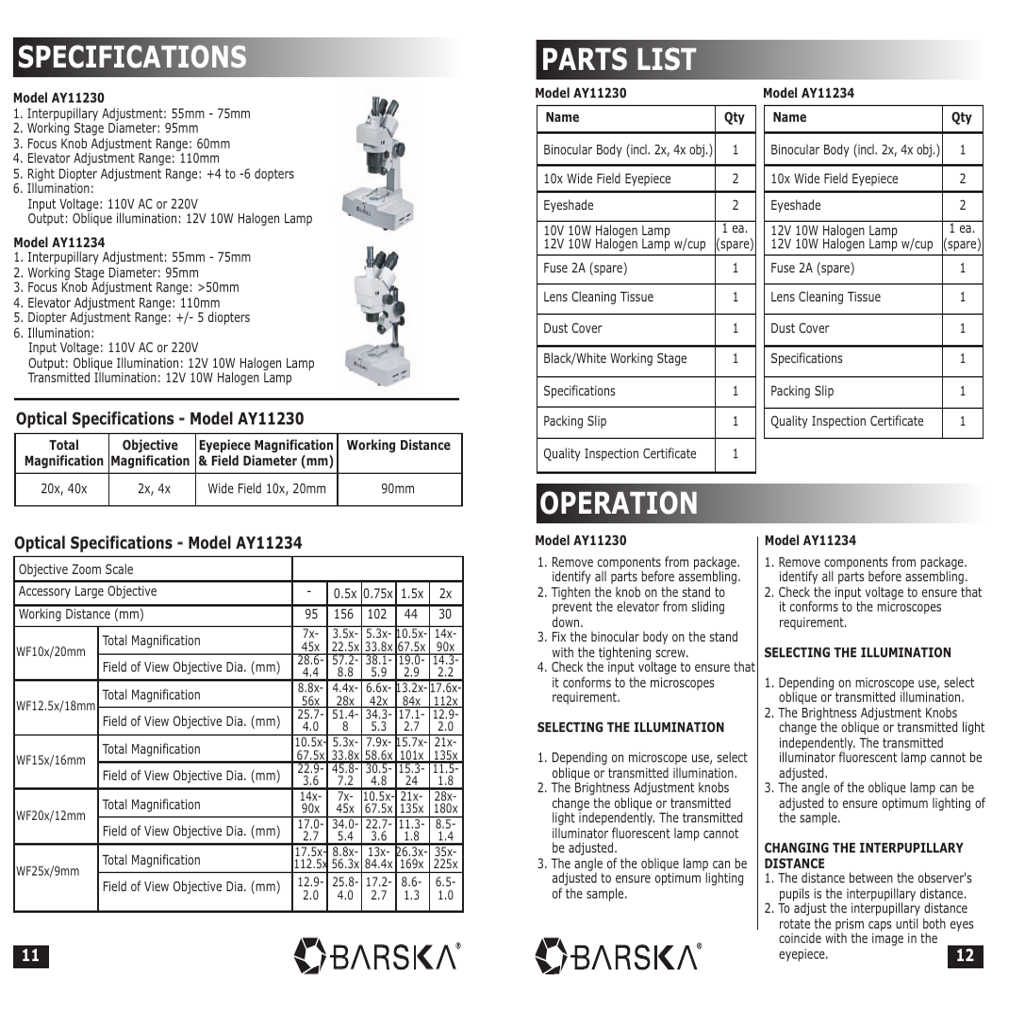 SPECIFICATIONS
Model AY11230
1. Interpupillary Adjustment: 55mm - 75mm
2. Working Stage Diameter: 95mm
3. Focus Knob Adjustment Range: 60mm
4. Elevator Adjustment Range: 110mm
5. Right Diopter Adjustment Range: +4 to -6 dopters
6. Illumination:
Input Voltage: 110V AC or 220V
Output: Oblique illumination: 12V 10W Halogen Lamp
Model AY11234
1. Interpupillary Adjustment: 55mm - 75mm
2. Working Stage Diameter: 95mm
3. Focus Knob Adjustment Range: >50mm
4. Elevator Adjustment Range: 110mm
5. Diopter Adjustment Range: +/- 5 diopters
6. Illumination:
Input Voltage: 110V AC or 220V
Output: Oblique Illumination: 12V 10W Halogen Lamp
Transmitted Illumination: 12V 10W Halogen Lamp
Optical Specifications - Model AY11230
Total Objective Eyepiece Magnification Working Distance
Magnification Magnification & Field Diameter (mm)
20x, 40x 2x, 4x Wide Field 10x, 20mm 90mm
Optical Specifications - Model AY11234
Objective Zoom Scale
Accessory Large Objective - 0.5x 0.75x 1.5x 2x
Working Distance (mm) 95 156 102 44 30
WF10x/20mm Total Magnification 7x-45x 3.5x-22.5x 5.3x-33.8x 10.5x-67.5x 14x-90x
Field of View Objective Dia. (mm) 28.6-4.4 57.2-8.8 38.1-5.9 19.0-2.9 14.3-2.2
WF12.5x/18mm Total Magnification 8.8x-56x 4.4x-28x 6.6x-42x 13.2x-84x 17.6x-112x
Field of View Objective Dia. (mm) 25.7-4.0 51.4-8 34.3-5.3 17.1-2.7 12.9-2.0
WF15x/16mm Total Magnification 10.5x-67.5x 5.3x-33.8x 7.9x-58.6x 15.7x-101x 21x-135x
Field of View Objective Dia. (mm) 22.9-3.6 45.8-7.2 30.5-4.8 15.3-24 11.5-1.8
WF20x/12mm Total Magnification 14x-90x 7x-45x 10.5x-67.5x 21x-135x 28x-180x
Field of View Objective Dia. (mm) 17.0-2.7 34.0-5.4 22.7-3.6 11.3-1.8 8.5-1.4
WF25x/9mm Total Magnification 17.5x-112.5x 8.8x-56.3x 13x-84.4x 26.3x-169x 35x-225x
Field of View Objective Dia. (mm) 12.9-2.0 25.8-4.0 17.2-2.7 8.6-1.3 6.5-1.0
11
BARSKA®
PARTS LIST
Model AY11230
Name Qty
Binocular Body (incl. 2x, 4x obj.) 1
10x Wide Field Eyepiece 2
Eyeshade 2
10V 10W Halogen Lamp 1 ea.
12V 10W Halogen Lamp w/cup (spare)
Fuse 2A (spare) 1
Lens Cleaning Tissue 1
Dust Cover 1
Black/White Working Stage 1
Specifications 1
Packing Slip 1
Quality Inspection Certificate 1
Model AY11234
Name Qty
Binocular Body (incl. 2x, 4x obj.) 1
10x Wide Field Eyepiece 2
Eyeshade 2
12V 10W Halogen Lamp 1 ea.
12V 10W Halogen Lamp w/cup (spare)
Fuse 2A (spare) 1
Lens Cleaning Tissue 1
Dust Cover 1
Specifications 1
Packing Slip 1
Quality Inspection Certificate 1
OPERATION
Model AY11230
1. Remove components from package.
identify all parts before assembling.
2. Tighten the knob on the stand to
prevent the elevator from sliding
down.
3. Fix the binocular body on the stand
with the tightening screw.
4. Check the input voltage to ensure that
it conforms to the microscopes
requirement.
SELECTING THE ILLUMINATION
1. Depending on microscope use, select
oblique or transmitted illumination.
2. The Brightness Adjustment knobs
change the oblique or transmitted
light independently. The transmitted
illuminator fluorescent lamp cannot
be adjusted.
3. The angle of the oblique lamp can be
adjusted to ensure optimum lighting
of the sample.
Model AY11234
1. Remove components from package.
identify all parts before assembling.
2. Check the input voltage to ensure that
it conforms to the microscopes
requirement.
SELECTING THE ILLUMINATION
1. Depending on microscope use, select
oblique or transmitted illumination.
2. The Brightness Adjustment Knobs
change the oblique or transmitted light
independently. The transmitted
illuminator fluorescent lamp cannot be
adjusted.
3. The angle of the oblique lamp can be
adjusted to ensure optimum lighting of
the sample.
CHANGING THE INTERPUPILLARY
DISTANCE
1. The distance between the observer's
pupils is the interpupillary distance.
2. To adjust the interpupillary distance
rotate the prism caps until both eyes
coincide with the image in the
eyepiece.
BARSKA®
12